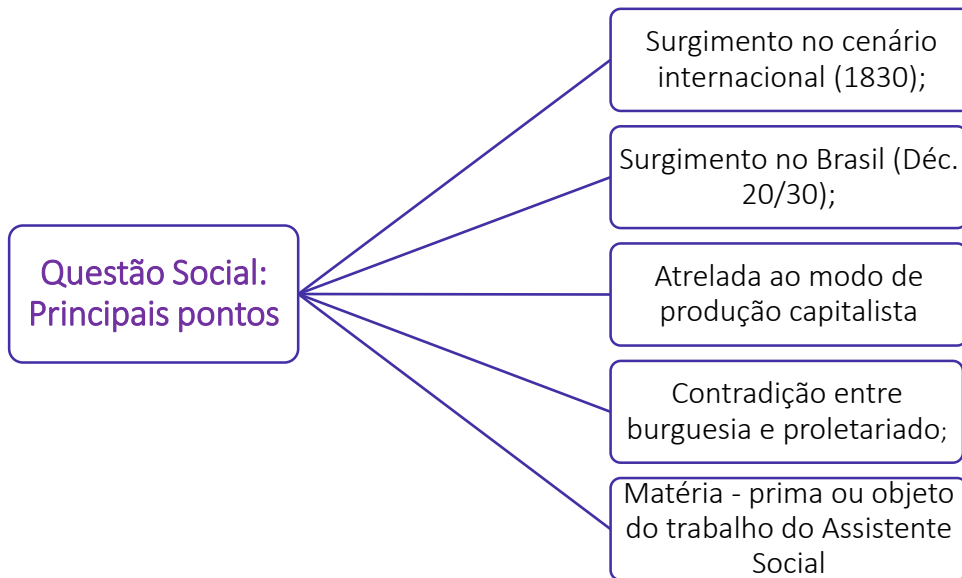 Questão Social:
Principais pontos
Surgimento no cenário
internacional (1830);
Surgimento no Brasil (Déc.
20/30);
Atrelada ao modo de
produção capitalista
Contradição entre
burguesia e proletariado;
Matéria - prima ou objeto
do trabalho do Assistente
Social